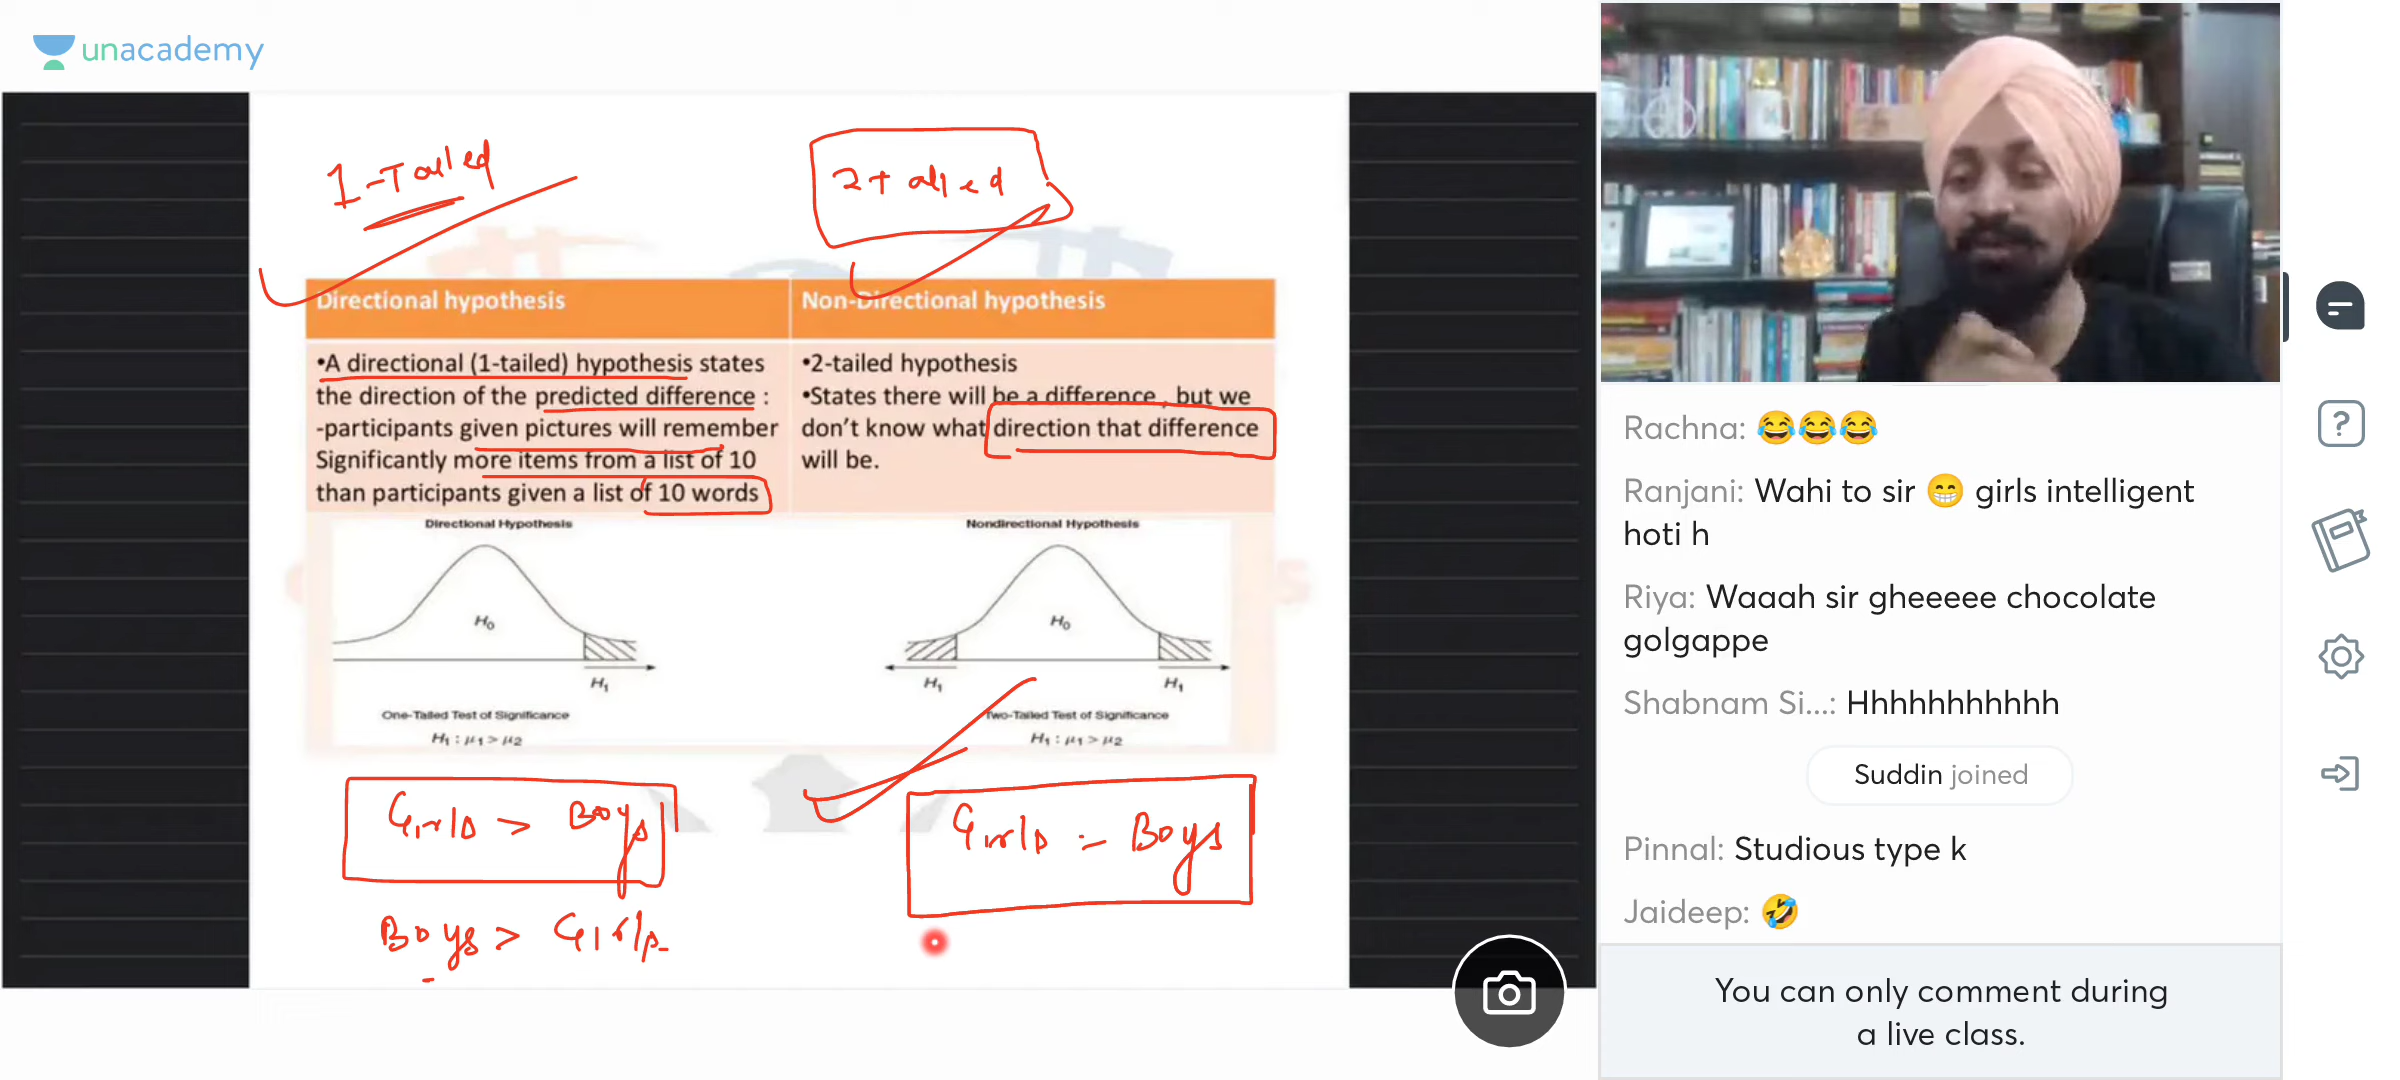 unacademy
1-Tailed
2 tailed
Directional hypothesis
Non-Directional hypothesis
•A directional (1-tailed) hypothesis states
the direction of the predicted difference :
-participants given pictures will remember
Significantly more items from a list of 10
than participants given a list of 10 words
•2-tailed hypothesis
•States there will be a difference , but we
don't know what direction that difference
will be.
Directional Hypothesis
H₀
H₁
One-Tailed Test of Significance
H₁ : μ₁ > μ₂
Nondirectional Hypothesis
H₀
H₁
H₁
Two-Tailed Test of Significance
H₁ : μ₁ > μ₂
Girls > Boys
Boys > Girls
Girls = Boys
Rachna: 😂😂😂
Ranjani: Wahi to sir 😁 girls intelligent
hoti h
Riya: Waaah sir gheeeee chocolate
golgappe
Shabnam Si...: Hhhhhhhhhhh
Suddin joined
Pinnal: Studious type k
Jaideep: 🤣
You can only comment during
a live class.